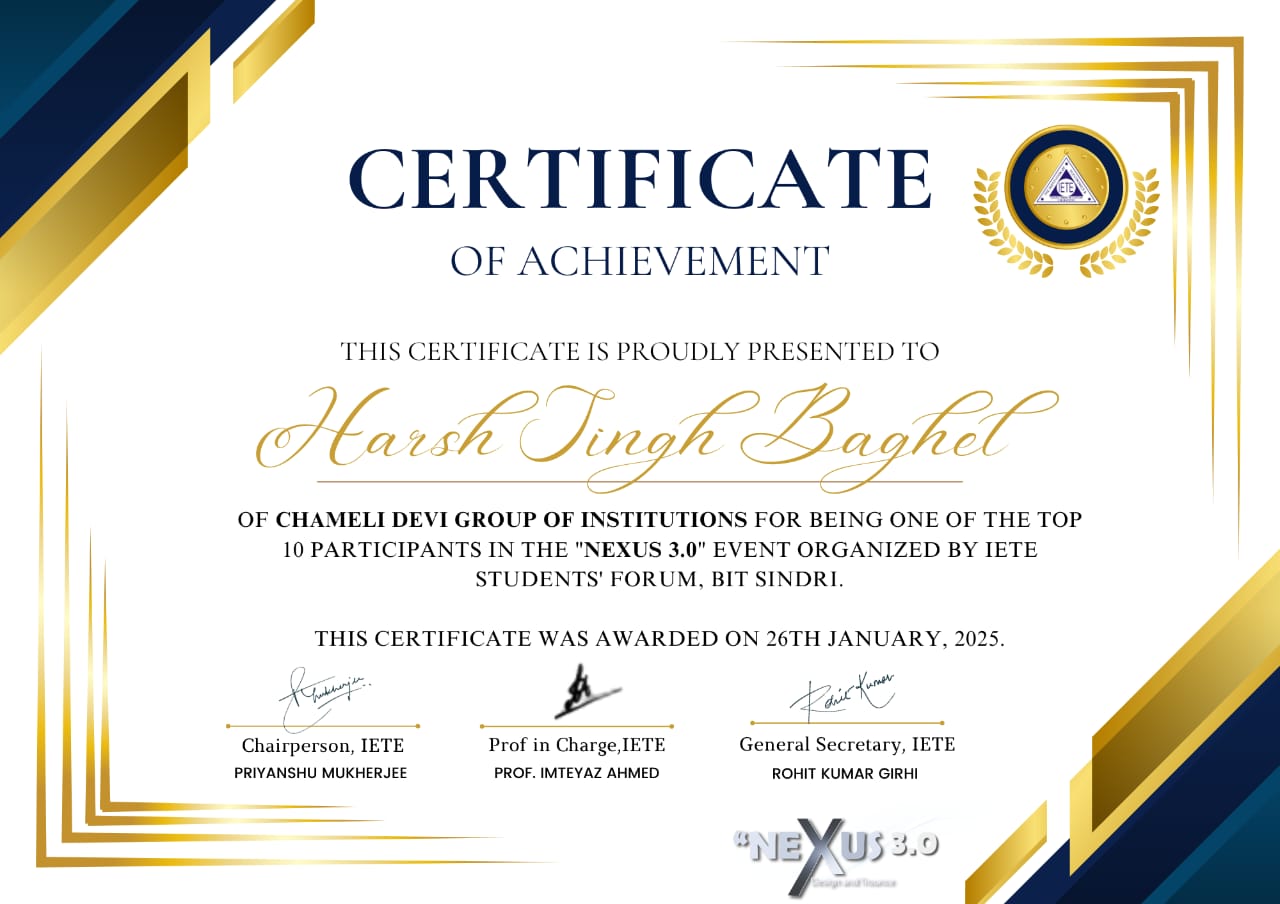 CERTIFICATE
OF ACHIEVEMENT
IETE
THIS CERTIFICATE IS PROUDLY PRESENTED TO
Harsh Singh Baghel
OF CHAMELI DEVI GROUP OF INSTITUTIONS FOR BEING ONE OF THE TOP
10 PARTICIPANTS IN THE "NEXUS 3.0" EVENT ORGANIZED BY IETE
STUDENTS' FORUM, BIT SINDRI.
THIS CERTIFICATE WAS AWARDED ON 26TH JANUARY, 2025.
Rohit Kumar
Chairperson, IETE
Prof in Charge,IETE
General Secretary, IETE
PRIYANSHU MUKHERJEE
PROF. IMTEYAZ AHMED
ROHIT KUMAR GIRHI
“NEXUS 3.0
Design and Finance